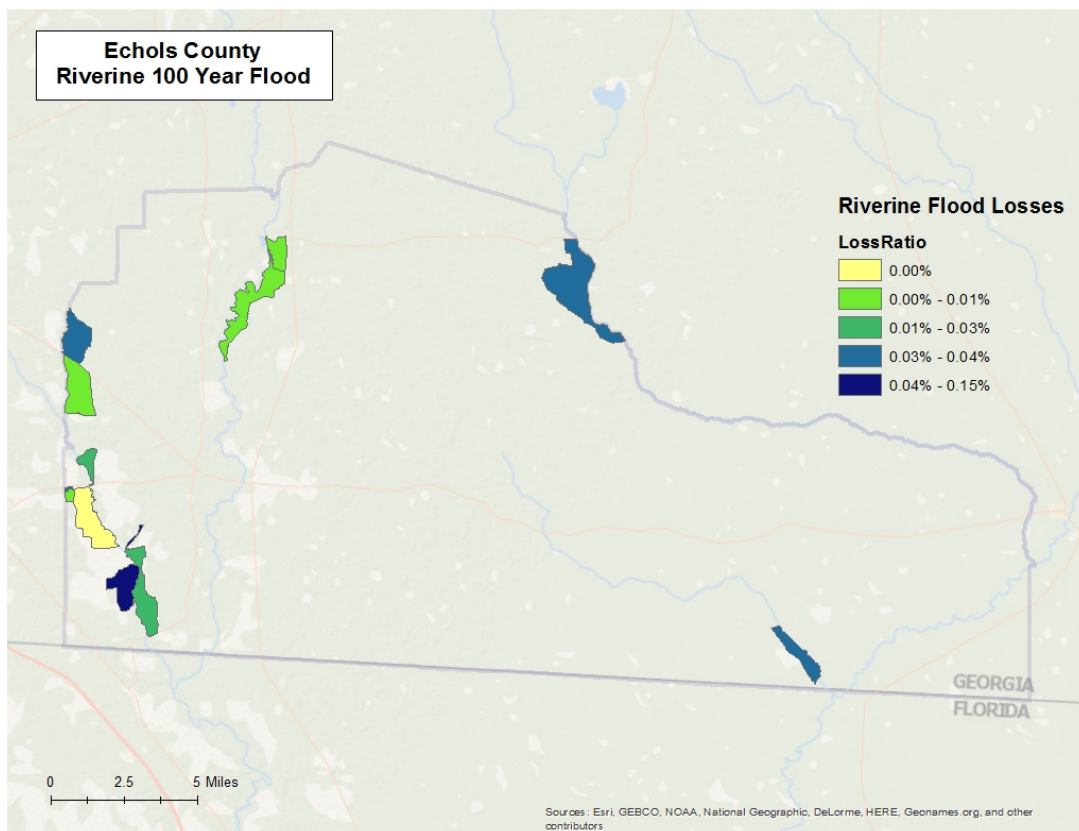 Echols County
Riverine 100 Year Flood
Riverine Flood Losses
LossRatio
0.00%
0.00% - 0.01%
0.01% - 0.03%
0.03% - 0.04%
0.04% - 0.15%
GEORGIA
FLORIDA
0 2.5 5 Miles
Sources: Esri, GEBCO, NOAA, National Geographic, DeLorme, HERE, Geonames.org, and other
contributors